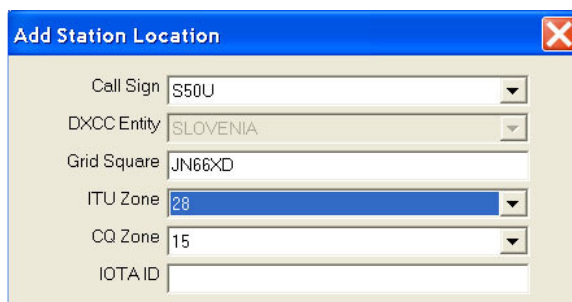 Add Station Location
Call Sign S50U
DXCC Entity SLOVENIA
Grid Square JN66XD
ITU Zone 28
CQ Zone 15
IOTA ID